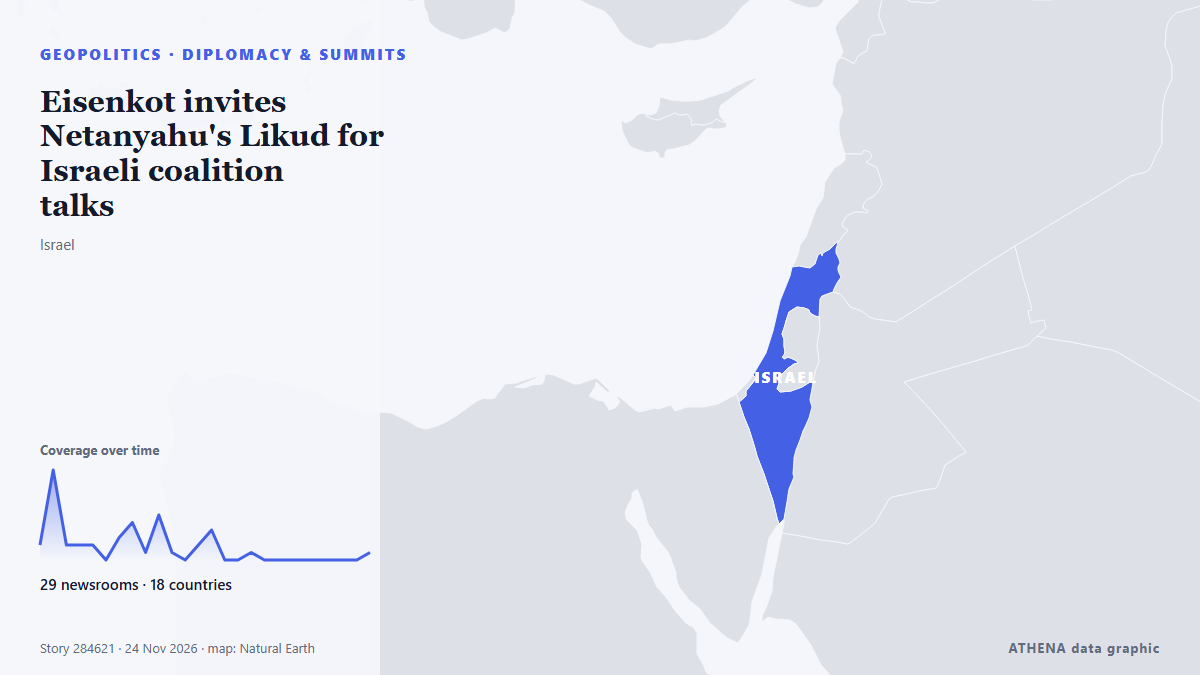 GEOPOLITICS · DIPLOMACY & SUMMITS
Eisenkot invites
Netanyahu's Likud for
Israeli coalition
talks
Israel
ISRAEL
Coverage over time
29 newsrooms · 18 countries
Story 284621 · 24 Nov 2026 · map: Natural Earth
ATHENA data graphic